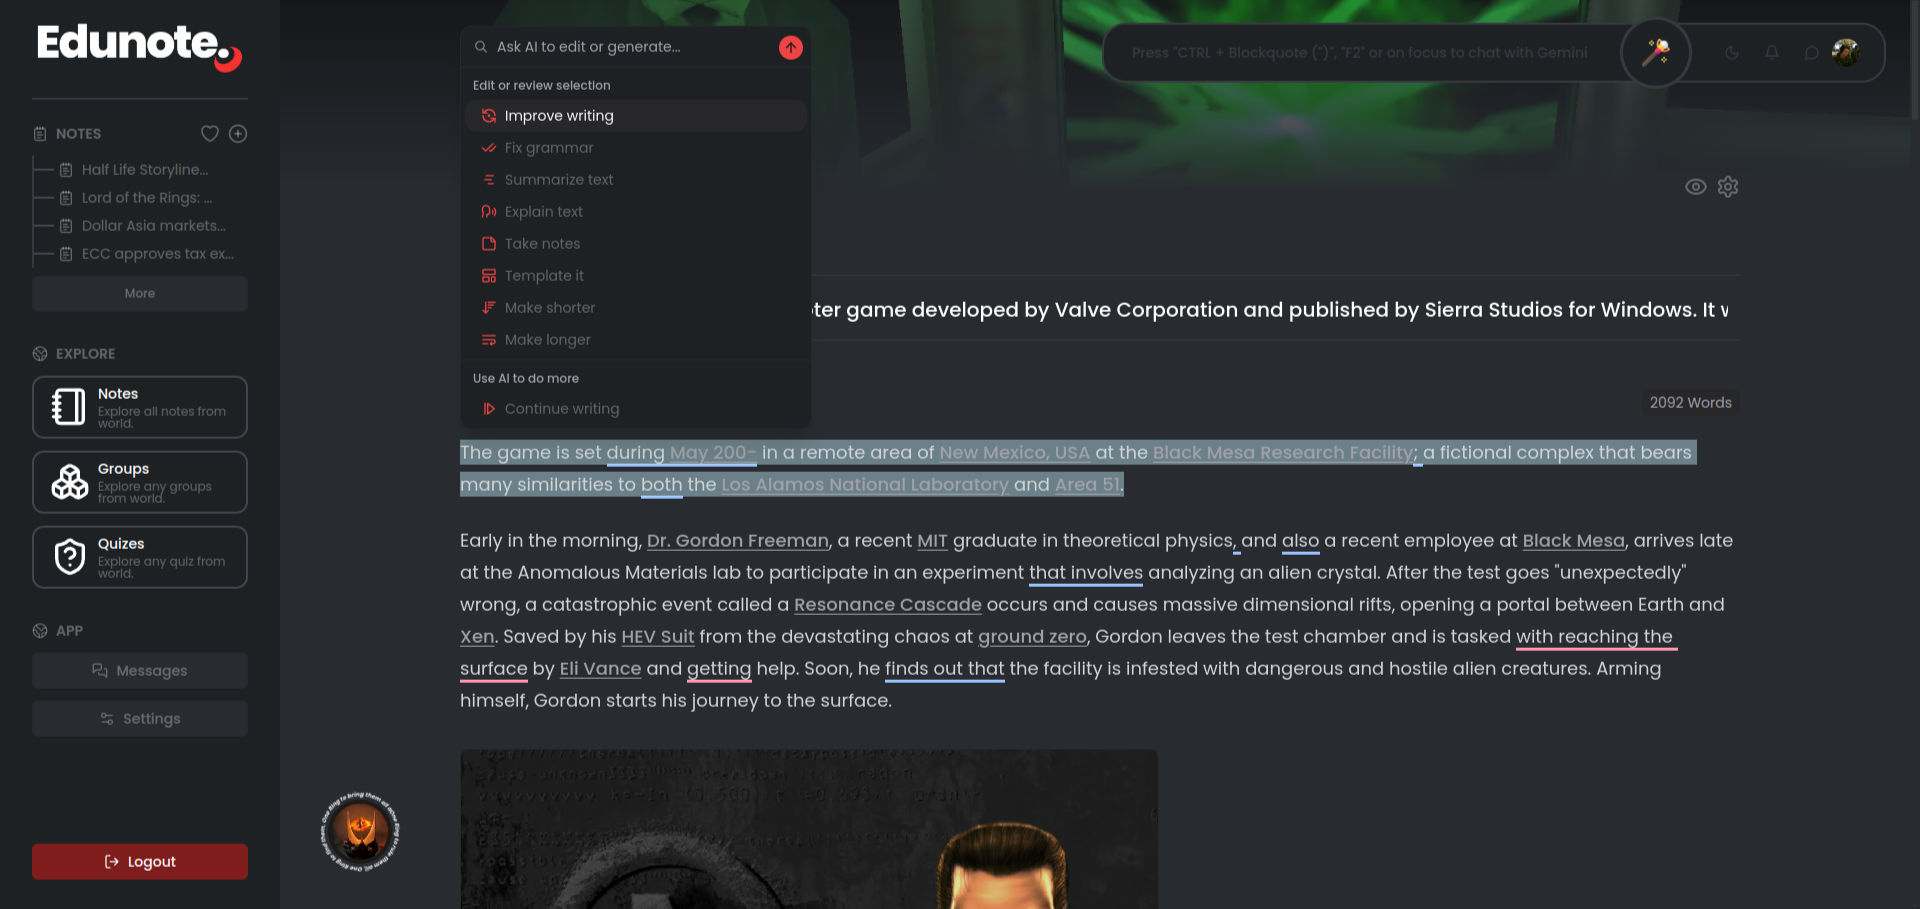 Edunote.
NOTES
Half Life Storyline...
Lord of the Rings: ...
Dollar Asia markets...
ECC approves tax ex...
More
EXPLORE
Notes
Explore all notes from
world.
Groups
Explore any groups
from world.
Quizes
Explore any quiz from
world.
APP
Messages
Settings
Logout
Ask AI to edit or generate...
Edit or review selection
Improve writing
Fix grammar
Summarize text
Explain text
Take notes
Template it
Make shorter
Make longer
Use AI to do more
Continue writing
Press "CTRL + Blockquote (")", "F2" or on focus to chat with Gemini
ter game developed by Valve Corporation and published by Sierra Studios for Windows. It
2092 Words
The game is set during May 200- in a remote area of New Mexico, USA at the Black Mesa Research Facility; a fictional complex that bears
many similarities to both the Los Alamos National Laboratory and Area 51.
Early in the morning, Dr. Gordon Freeman, a recent MIT graduate in theoretical physics, and also a recent employee at Black Mesa, arrives late
at the Anomalous Materials lab to participate in an experiment that involves analyzing an alien crystal. After the test goes "unexpectedly"
wrong, a catastrophic event called a Resonance Cascade occurs and causes massive dimensional rifts, opening a portal between Earth and
Xen. Saved by his HEV Suit from the devastating chaos at ground zero, Gordon leaves the test chamber and is tasked with reaching the
surface by Eli Vance and getting help. Soon, he finds out that the facility is infested with dangerous and hostile alien creatures. Arming
himself, Gordon starts his journey to the surface.